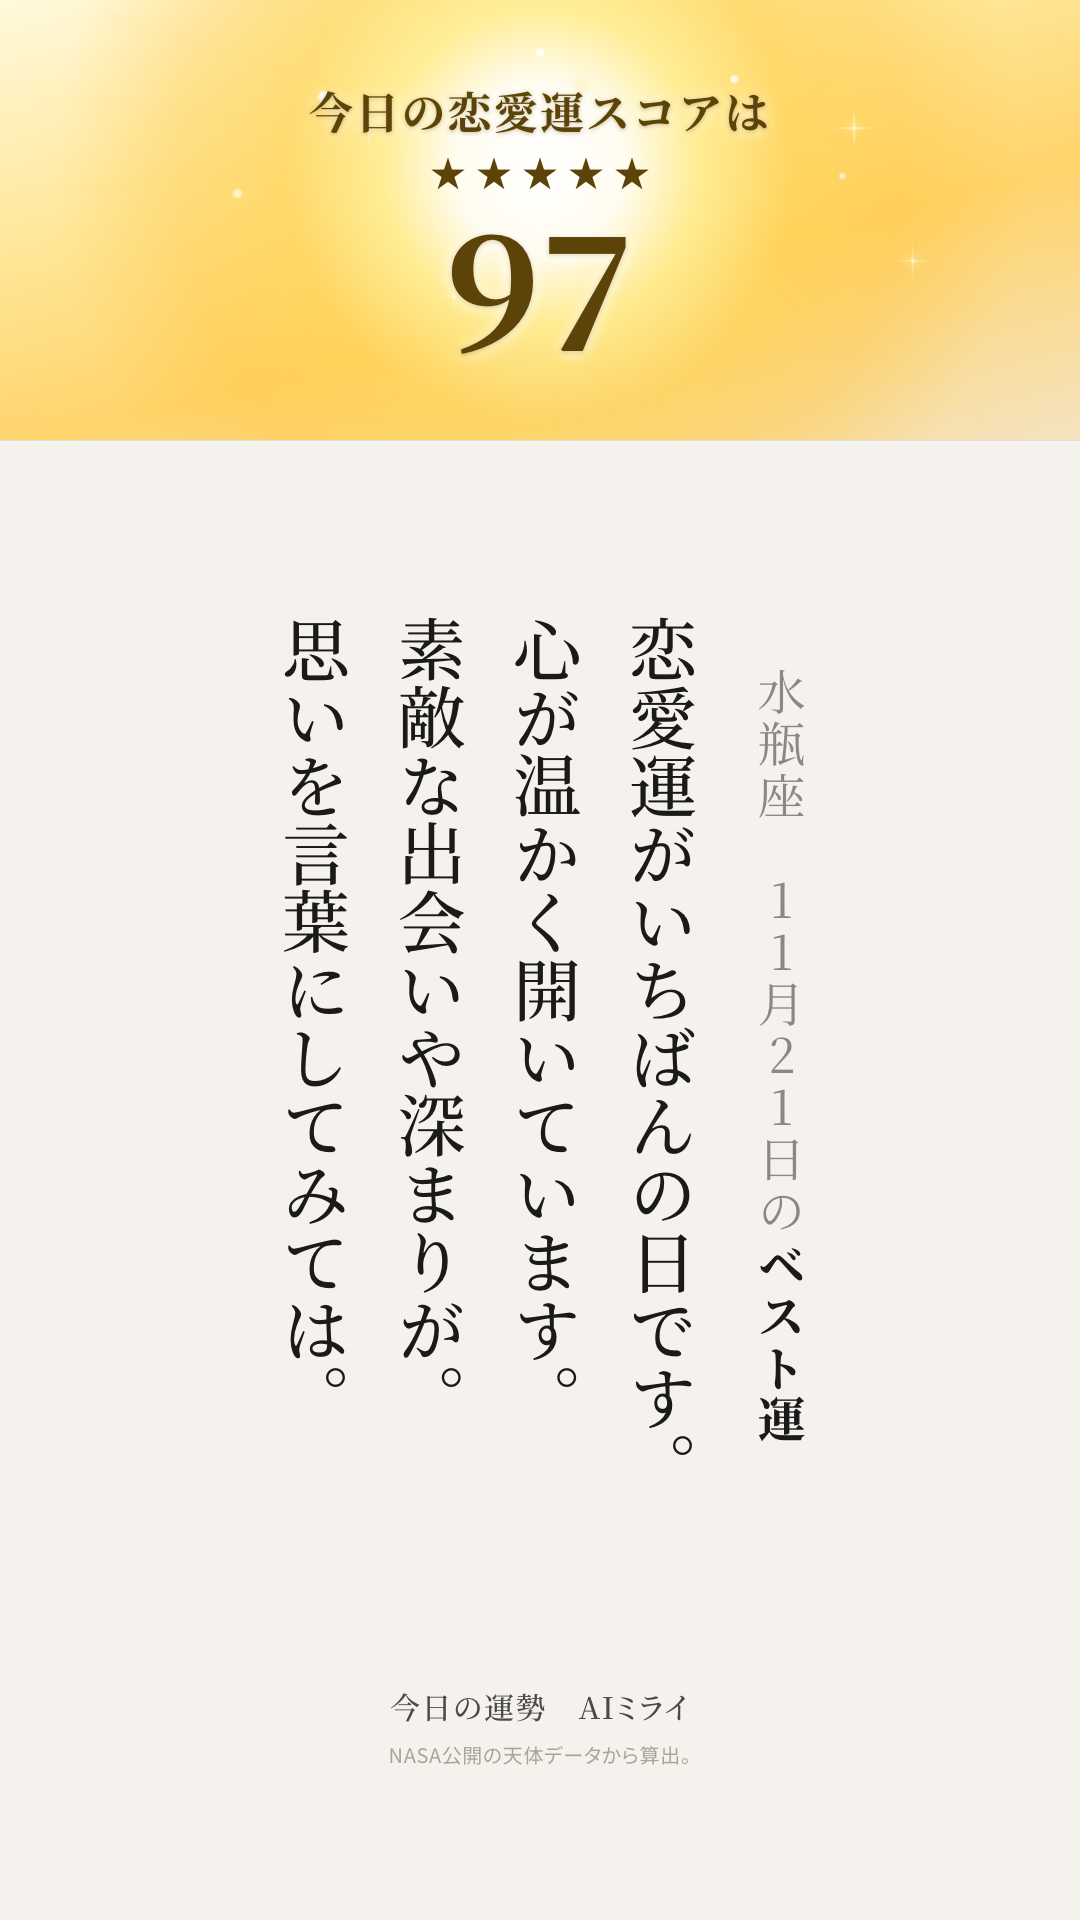 今日の恋愛運スコアは
★★★★★
97
水瓶座　11月21日のベスト運
恋愛運がいちばんの日です。
心が温かく開いています。
素敵な出会いや深まりが。
思いを言葉にしてみては。
今日の運勢　AIミライ
NASA公開の天体データから算出。